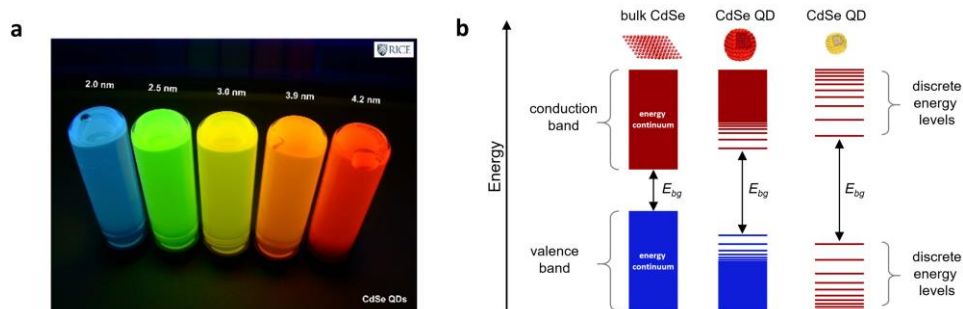 a
RICE
2.0 nm
2.5 nm
3.0 nm
3.9 nm
4.2 nm
CdSe QDs
b
bulk CdSe
CdSe QD
CdSe QD
Energy
conduction
band
energy
continuum
discrete
energy
levels
E_bg
E_bg
E_bg
valence
band
energy
continuum
discrete
energy
levels